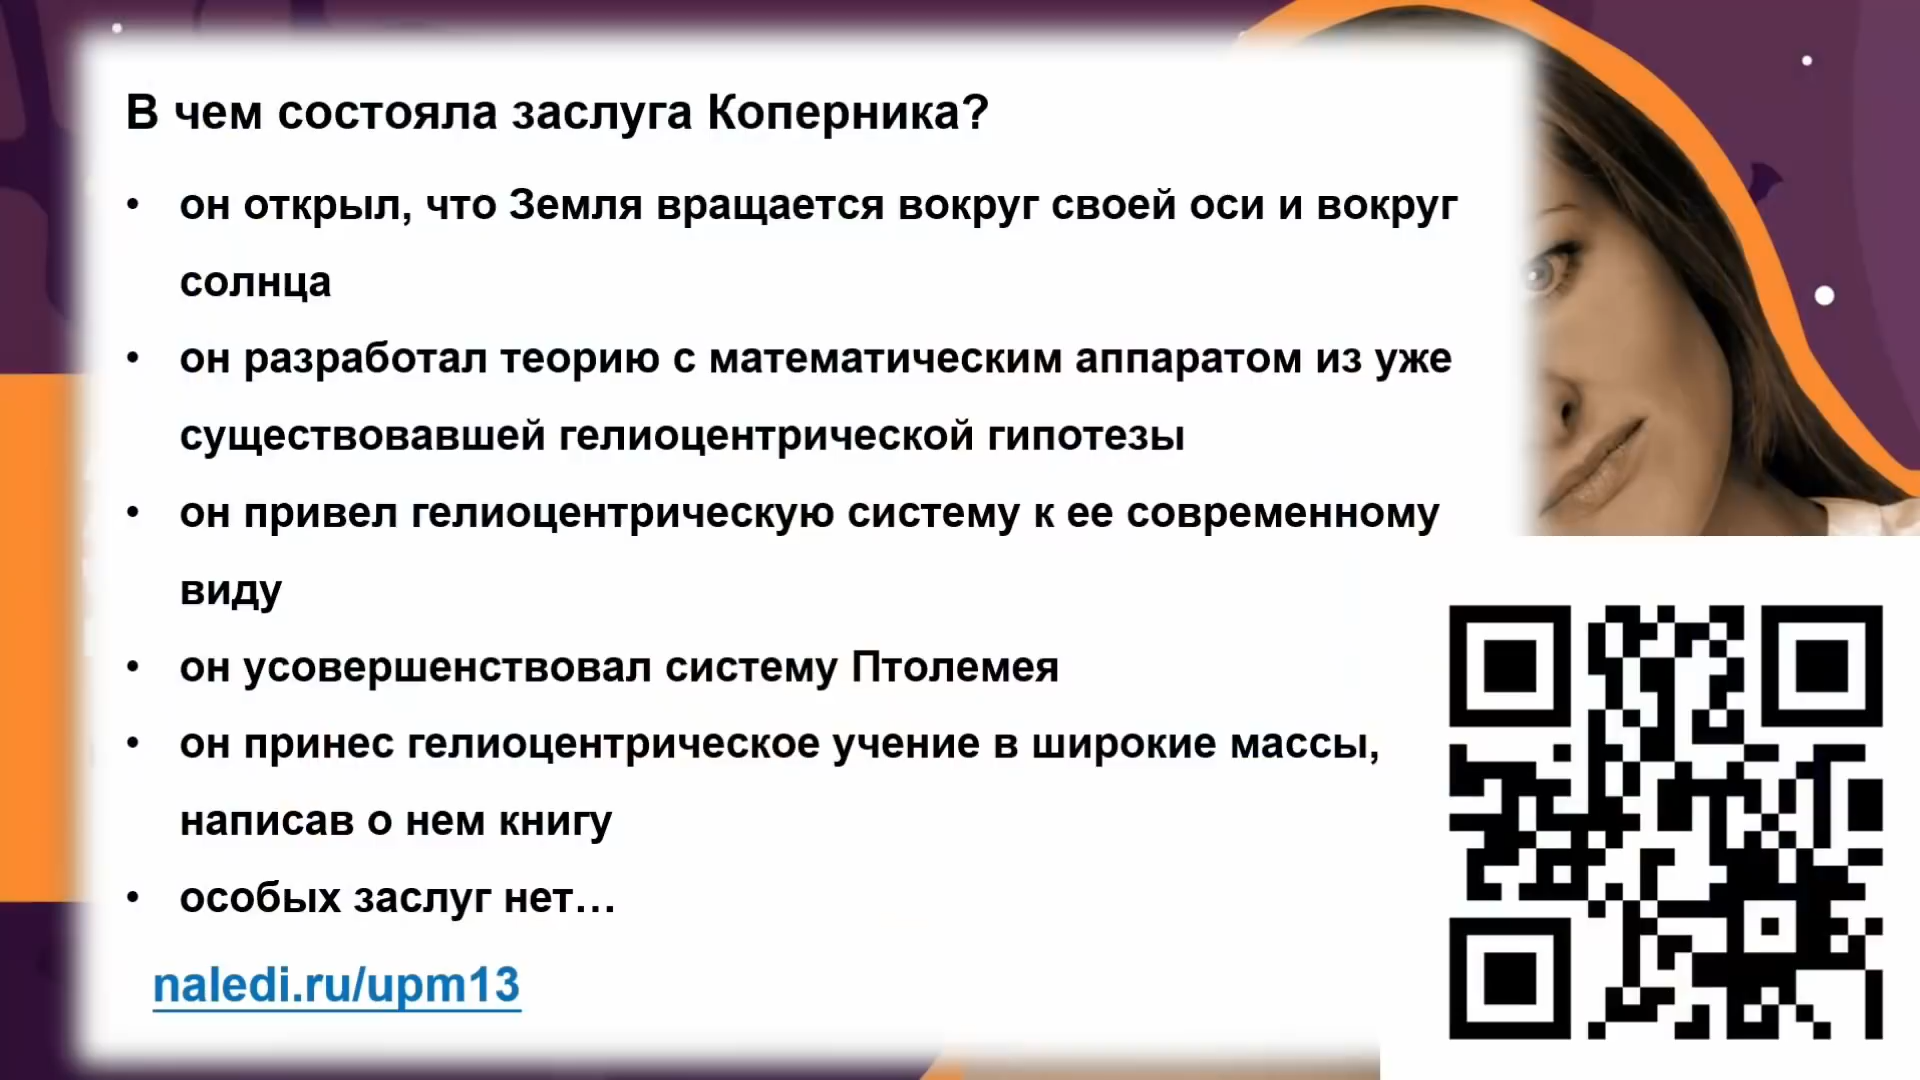 В чем состояла заслуга Коперника?
• он открыл, что Земля вращается вокруг своей оси и вокруг
солнца
• он разработал теорию с математическим аппаратом из уже
существовавшей гелиоцентрической гипотезы
• он привел гелиоцентрическую систему к ее современному
виду
• он усовершенствовал систему Птолемея
• он принес гелиоцентрическое учение в широкие массы,
написав о нем книгу
• особых заслуг нет…
naledi.ru/upm13